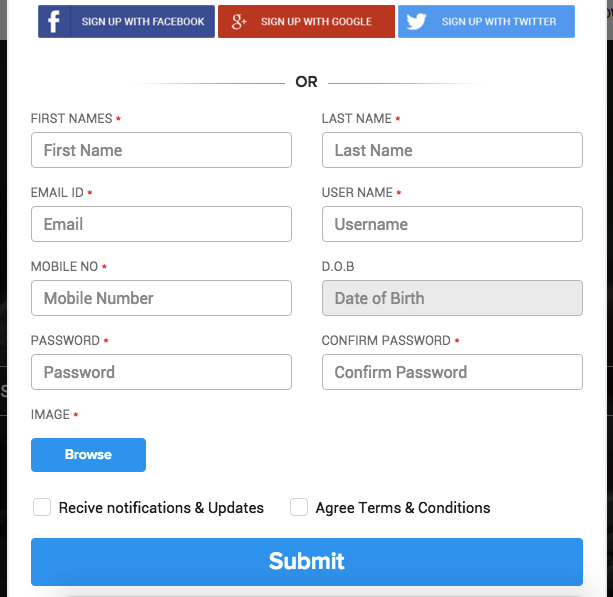 f SIGN UP WITH FACEBOOK g+ SIGN UP WITH GOOGLE SIGN UP WITH TWITTER
OR
FIRST NAMES * LAST NAME *
First Name Last Name
EMAIL ID * USER NAME *
Email Username
MOBILE NO * D.O.B
Mobile Number Date of Birth
PASSWORD * CONFIRM PASSWORD *
Password Confirm Password
IMAGE *
Browse
Recive notifications & Updates Agree Terms & Conditions
Submit